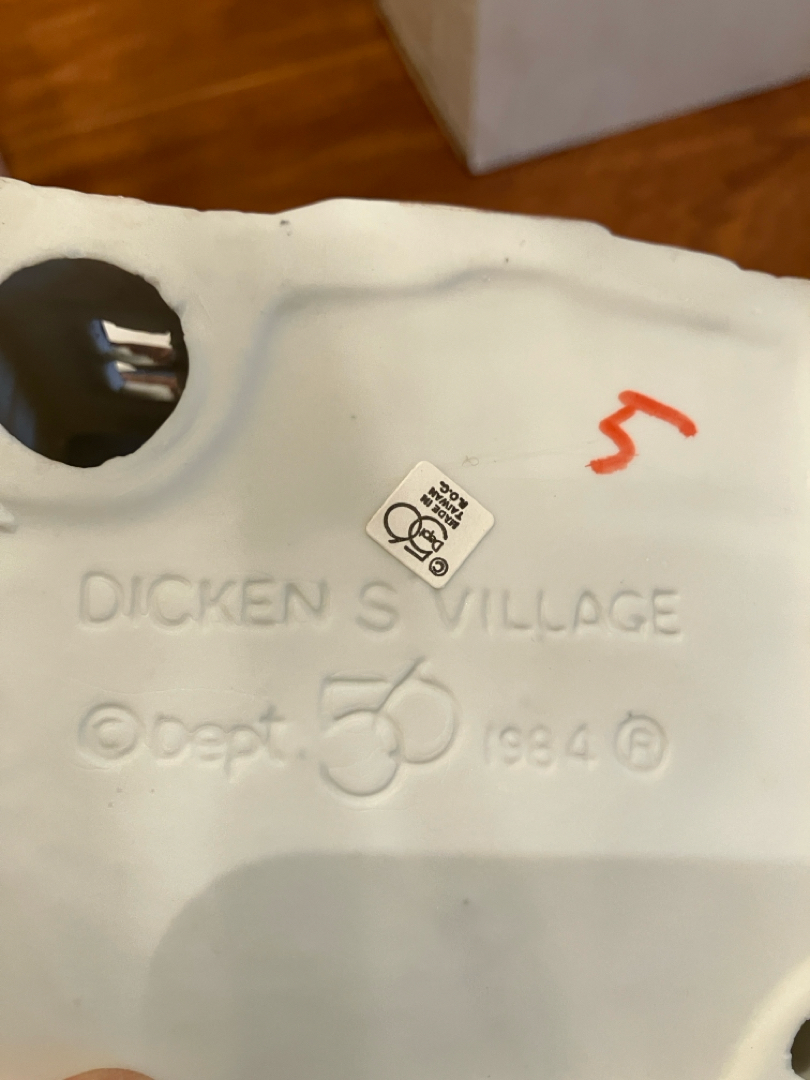 5
MADE IN
TAIWAN
R.O.C.
© Dept 56
DICKEN S VILLAGE
© Dept. 56 1984 ®